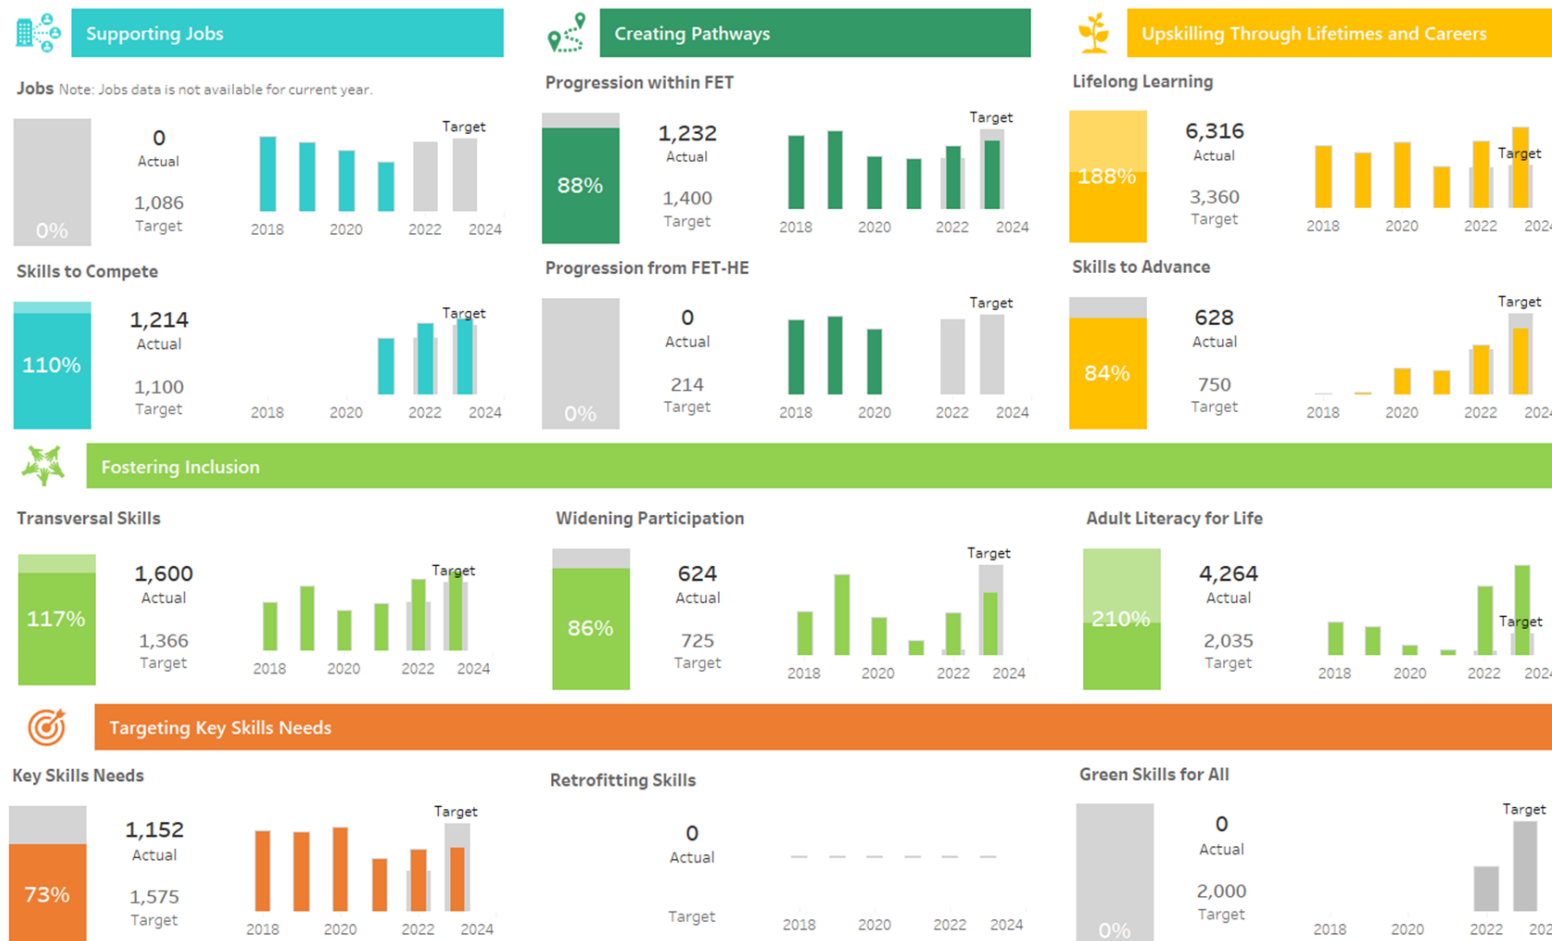 Supporting Jobs
Jobs Note: Jobs data is not available for current year.
0%
0
Actual
1,086
Target
Target
2018 2020 2022 2024
Skills to Compete
110%
1,214
Actual
1,100
Target
Target
2018 2020 2022 2024
Creating Pathways
Progression within FET
88%
1,232
Actual
1,400
Target
Target
2018 2020 2022 2024
Progression from FET-HE
0%
0
Actual
214
Target
Target
2018 2020 2022 2024
Upskilling Through Lifetimes and Careers
Lifelong Learning
188%
6,316
Actual
3,360
Target
Target
2018 2020 2022 2024
Skills to Advance
84%
628
Actual
750
Target
Target
2018 2020 2022 2024
Fostering Inclusion
Transversal Skills
117%
1,600
Actual
1,366
Target
Target
2018 2020 2022 2024
Widening Participation
86%
624
Actual
725
Target
Target
2018 2020 2022 2024
Adult Literacy for Life
210%
4,264
Actual
2,035
Target
Target
2018 2020 2022 2024
Targeting Key Skills Needs
Key Skills Needs
73%
1,152
Actual
1,575
Target
Target
2018 2020 2022 2024
Retrofitting Skills
0
Actual
Target
2018 2020 2022 2024
Green Skills for All
0%
0
Actual
2,000
Target
Target
2018 2020 2022 202